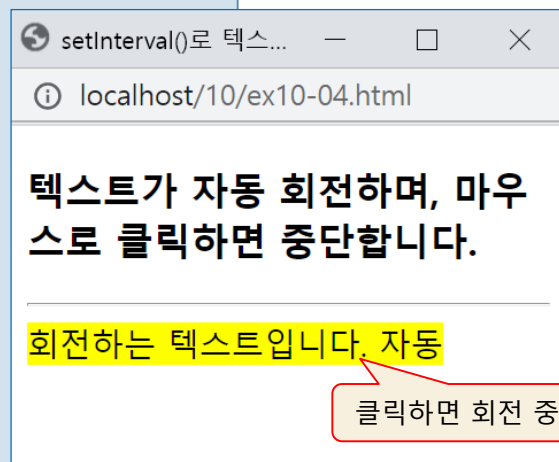 setInterval()로 텍스...
localhost/10/ex10-04.html
텍스트가 자동 회전하며, 마우
스로 클릭하면 중단합니다.
회전하는 텍스트입니다. 자동
클릭하면 회전 중